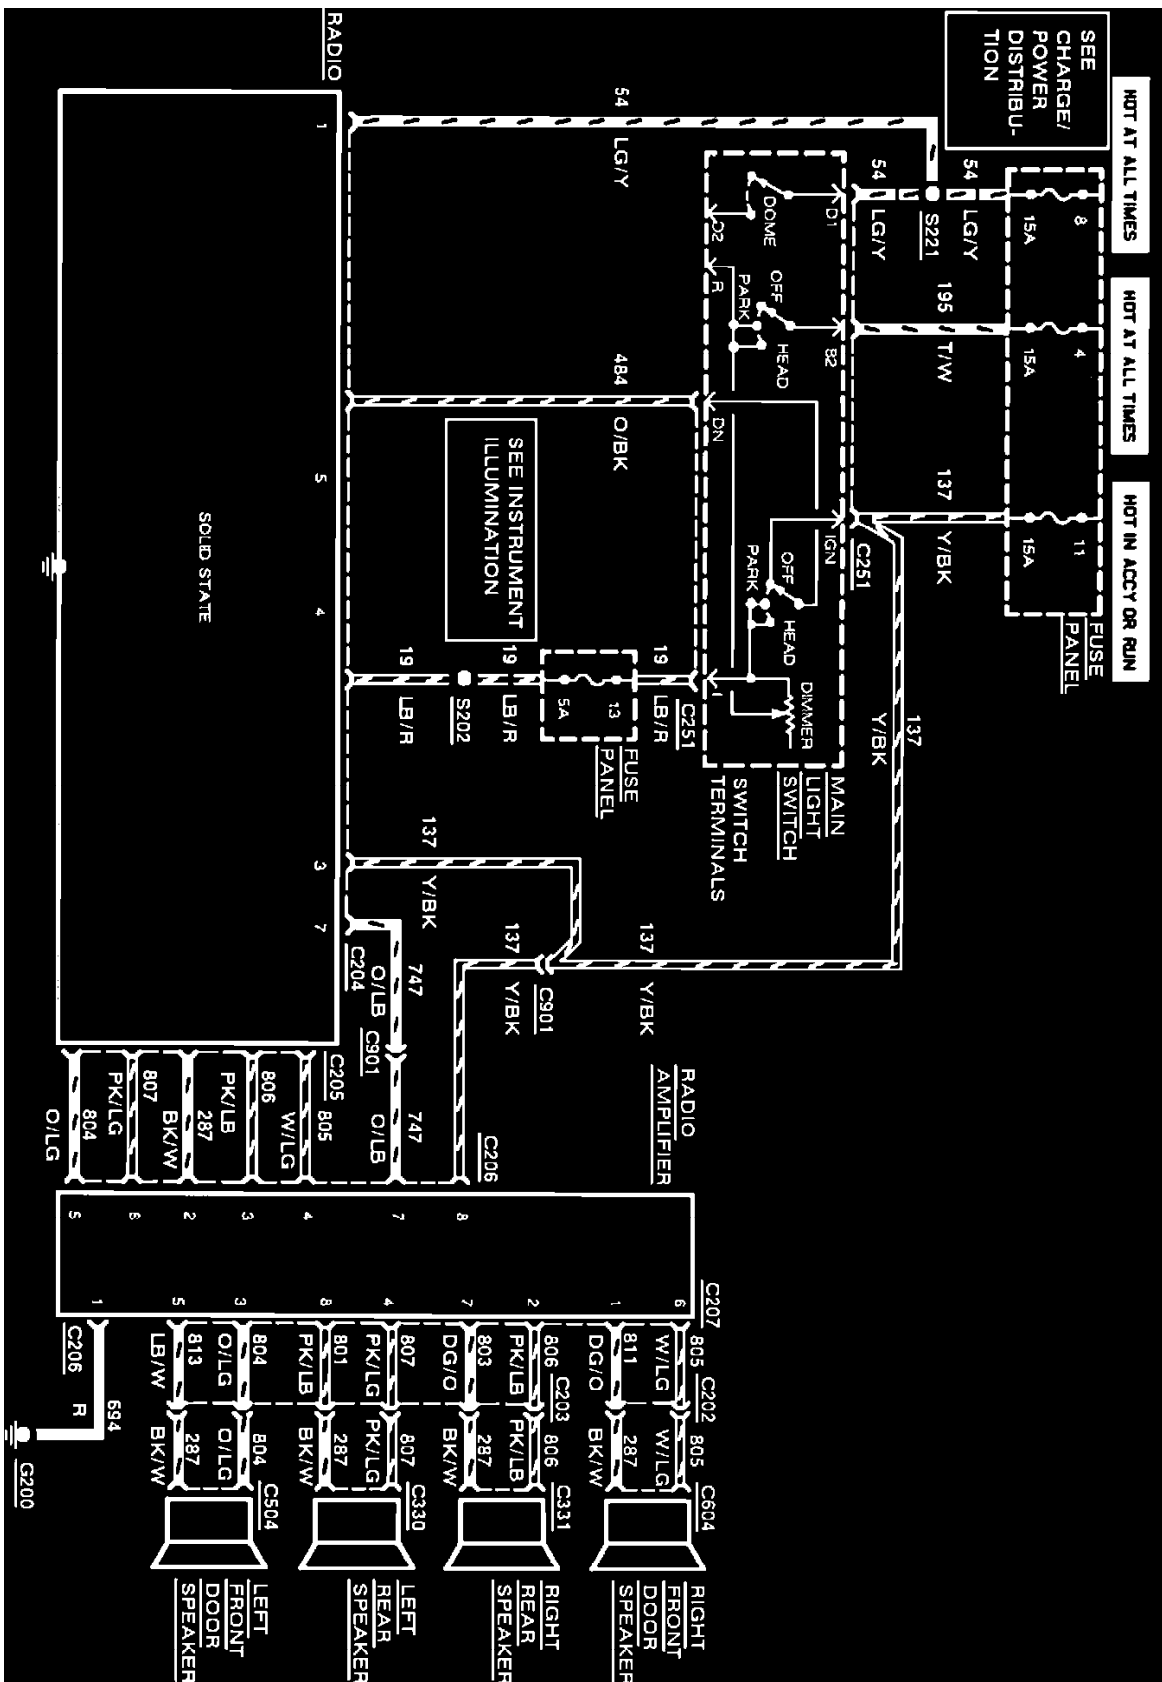 HOT AT ALL TIMES
HOT AT ALL TIMES
HOT IN ACCY OR RUN
SEE
CHARGE/
POWER
DISTRIBU-
TION
8
15A
4
15A
11
15A
FUSE
PANEL
54
LG/Y
S221
54
LG/Y
195
T/W
137
Y/BK
C251
137
Y/BK
D1
DOME
D2
R
B2
OFF
PARK
HEAD
DN
IGN
OFF
PARK
HEAD
I
DIMMER
MAIN
LIGHT
SWITCH
SWITCH
TERMINALS
54
LG/Y
484
O/BK
SEE INSTRUMENT
ILLUMINATION
19
LB/R
C251
13
5A
FUSE
PANEL
19
LB/R
S202
19
LB/R
137
Y/BK
137
Y/BK
C901
137
Y/BK
RADIO
1
5
4
3
7
SOLID STATE
C204
747
O/LB
C901
747
O/LB
C205
805
W/LG
806
PK/LB
287
BK/W
807
PK/LG
804
O/LG
C206
RADIO
AMPLIFIER
8
7
4
3
2
6
5
C207
6
1
2
7
4
8
3
5
1
C206
694
R
G200
805
W/LG
C202
805
W/LG
C604
811
DG/O
287
BK/W
RIGHT
FRONT
DOOR
SPEAKER
806
PK/LB
C203
806
PK/LB
C331
803
DG/O
287
BK/W
RIGHT
REAR
SPEAKER
807
PK/LG
807
PK/LG
C330
801
PK/LB
287
BK/W
LEFT
REAR
SPEAKER
804
O/LG
804
O/LG
C504
813
LB/W
287
BK/W
LEFT
FRONT
DOOR
SPEAKER